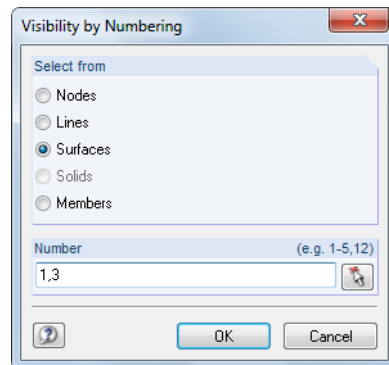 Visibility by Numbering
Select from
Nodes
Lines
Surfaces
Solids
Members
Number (e.g. 1-5,12)
1,3
OK Cancel